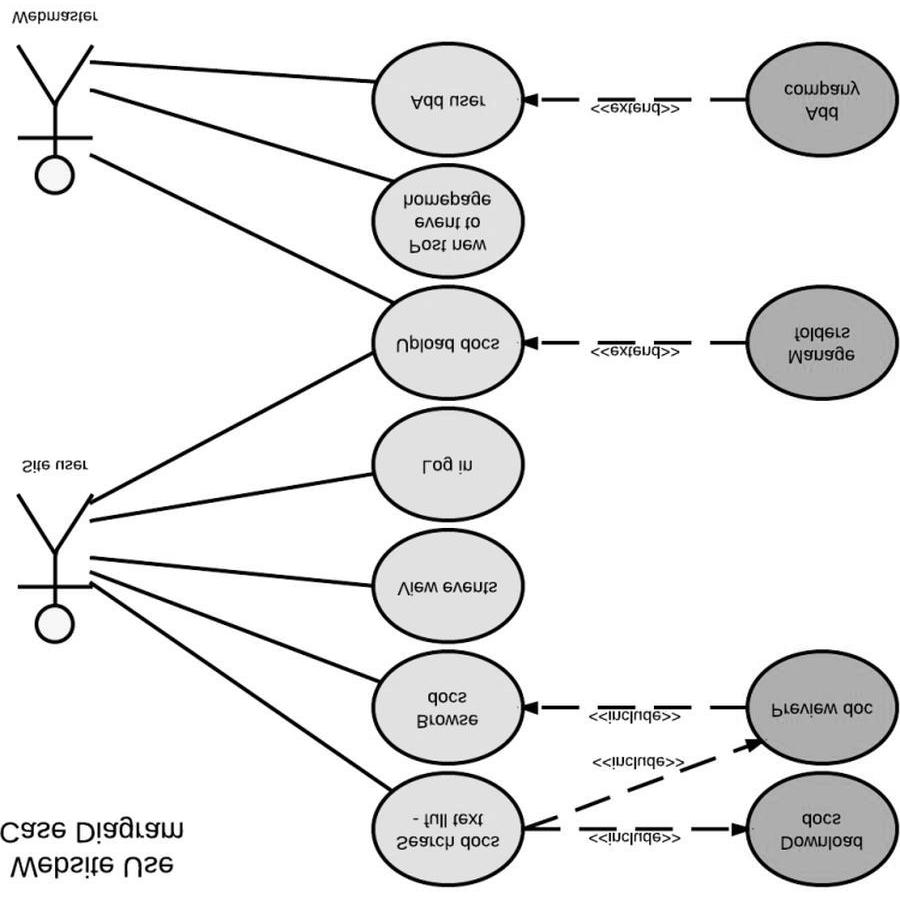 Website Use
Case Diagram
Search docs
- full text
<<include>>
Download
docs
<<include>>
Browse
docs
<<include>>
Preview doc
View events
Site user
Log in
Upload docs
<<extend>>
Manage
folders
Post new
event to
homepage
Add user
<<extend>>
Add
company
Webmaster